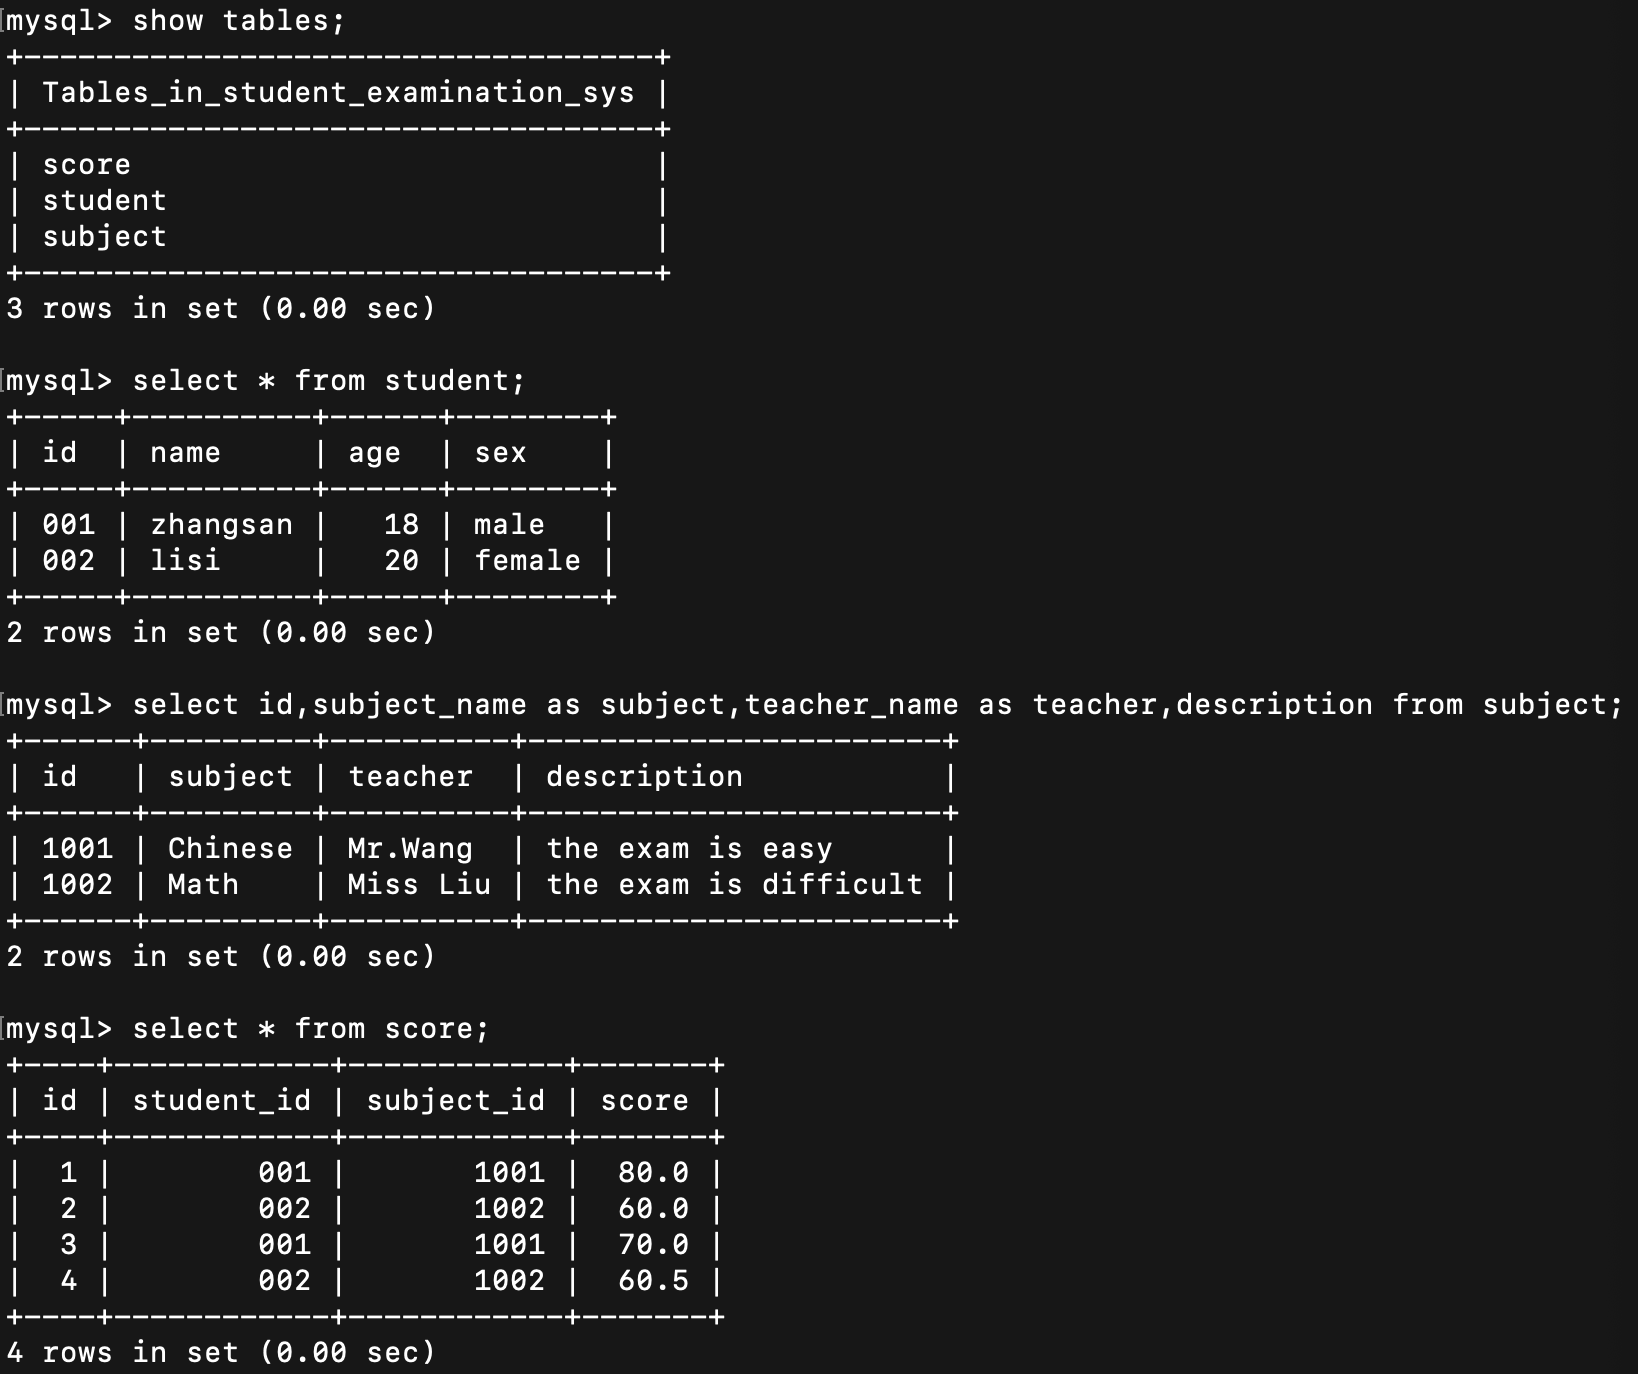 mysql> show tables;
+-----------------------------------+
| Tables_in_student_examination_sys |
+-----------------------------------+
| score                             |
| student                           |
| subject                           |
+-----------------------------------+
3 rows in set (0.00 sec)
mysql> select * from student;
+-----+----------+------+--------+
| id  | name     | age  | sex    |
+-----+----------+------+--------+
| 001 | zhangsan |   18 | male   |
| 002 | lisi     |   20 | female |
+-----+----------+------+--------+
2 rows in set (0.00 sec)
mysql> select id,subject_name as subject,teacher_name as teacher,description from subject;
+------+---------+----------+-----------------------+
| id   | subject | teacher  | description           |
+------+---------+----------+-----------------------+
| 1001 | Chinese | Mr.Wang  | the exam is easy      |
| 1002 | Math    | Miss Liu | the exam is difficult |
+------+---------+----------+-----------------------+
2 rows in set (0.00 sec)
mysql> select * from score;
+----+------------+------------+-------+
| id | student_id | subject_id | score |
+----+------------+------------+-------+
|  1 |        001 |       1001 |  80.0 |
|  2 |        002 |       1002 |  60.0 |
|  3 |        001 |       1001 |  70.0 |
|  4 |        002 |       1002 |  60.5 |
+----+------------+------------+-------+
4 rows in set (0.00 sec)